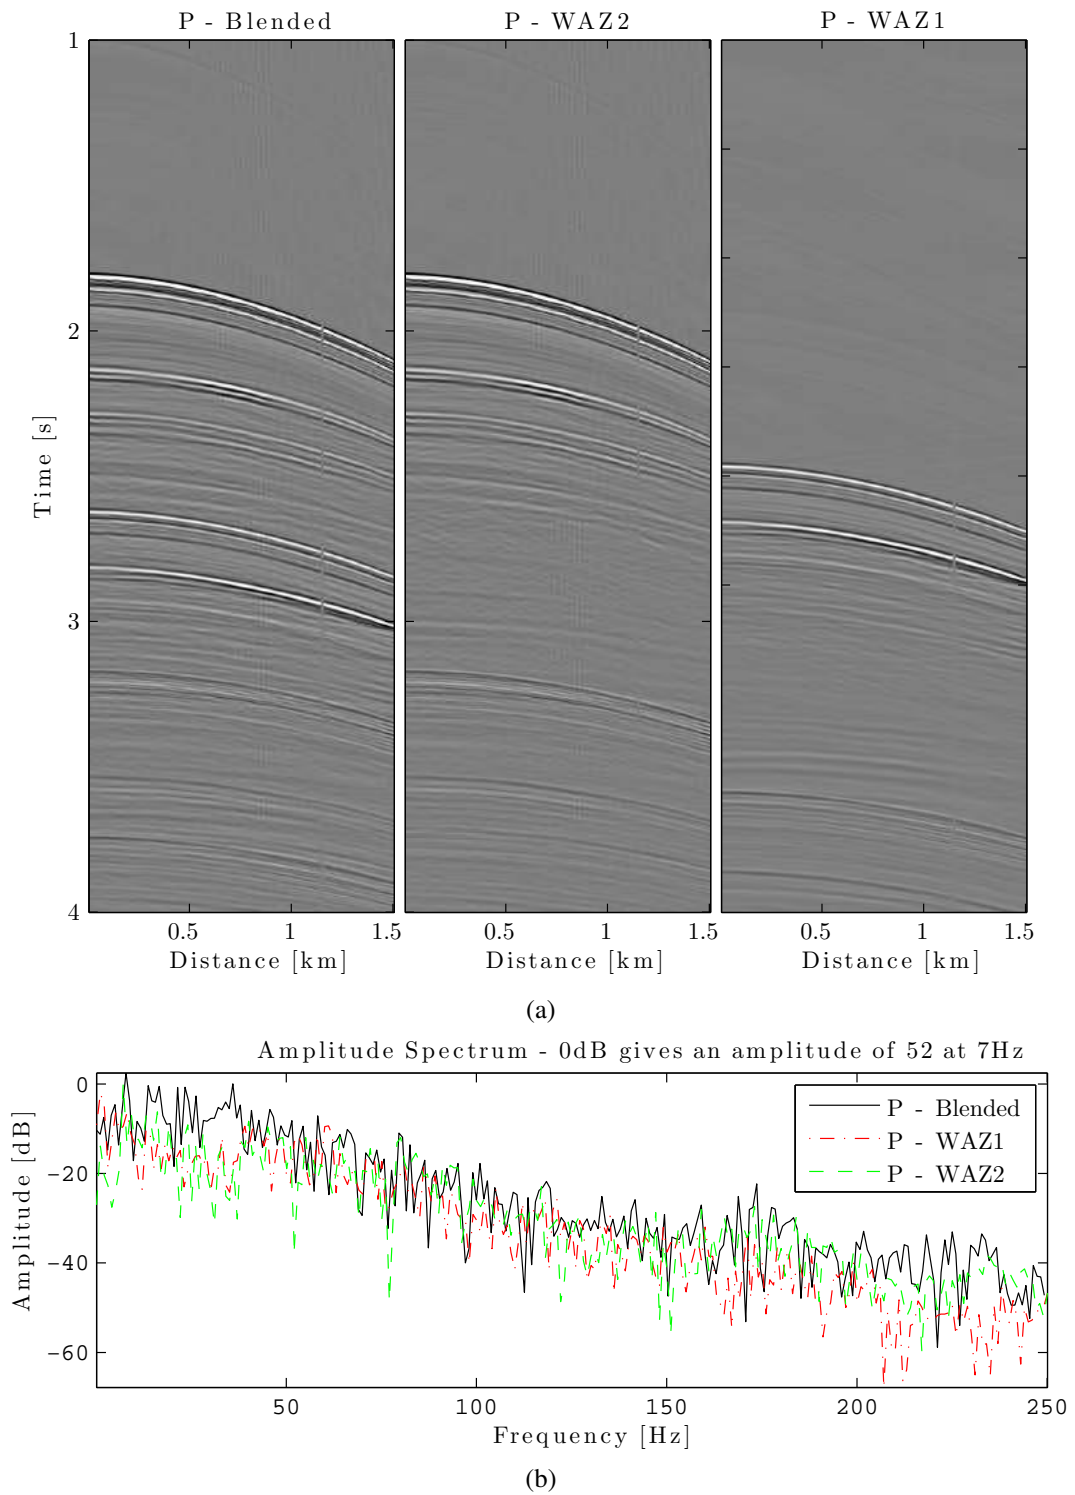 P - Blended
P - WAZ2
P - WAZ1
Time [s]
1
2
3
4
0.5 1 1.5
0.5 1 1.5
0.5 1 1.5
Distance [km]
Distance [km]
Distance [km]
(a)
Amplitude Spectrum - 0dB gives an amplitude of 52 at 7Hz
Amplitude [dB]
0
−20
−40
−60
P - Blended
P - WAZ1
P - WAZ2
50 100 150 200 250
Frequency [Hz]
(b)